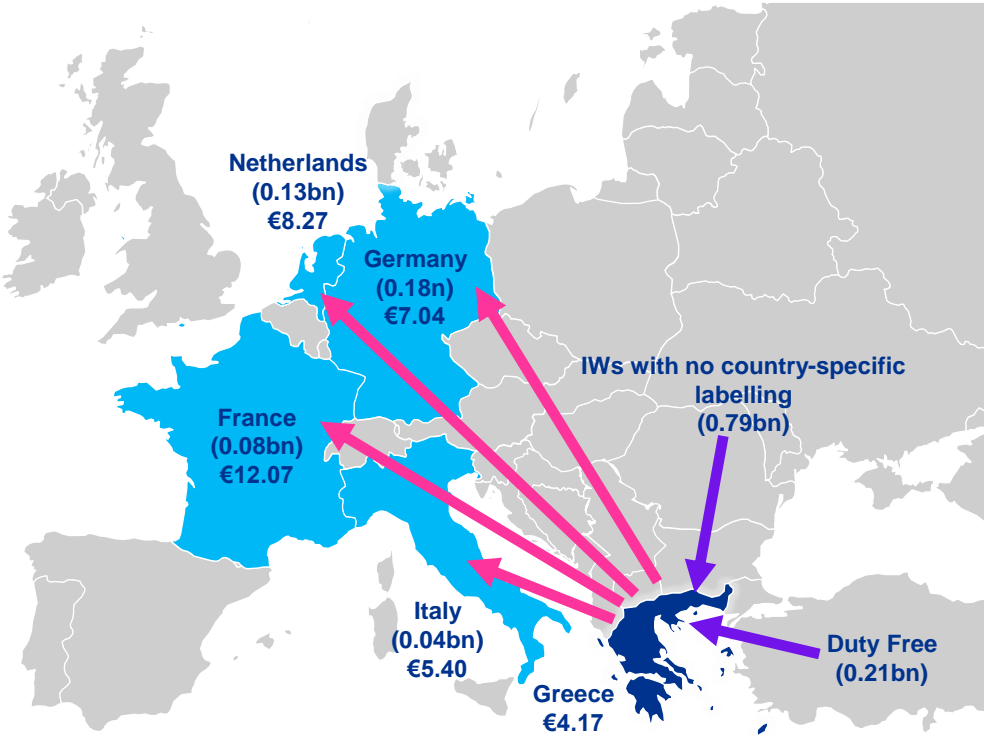 Netherlands
(0.13bn)
€8.27
Germany
(0.18n)
€7.04
IWs with no country-specific
labelling
(0.79bn)
France
(0.08bn)
€12.07
Italy
(0.04bn)
€5.40
Greece
€4.17
Duty Free
(0.21bn)